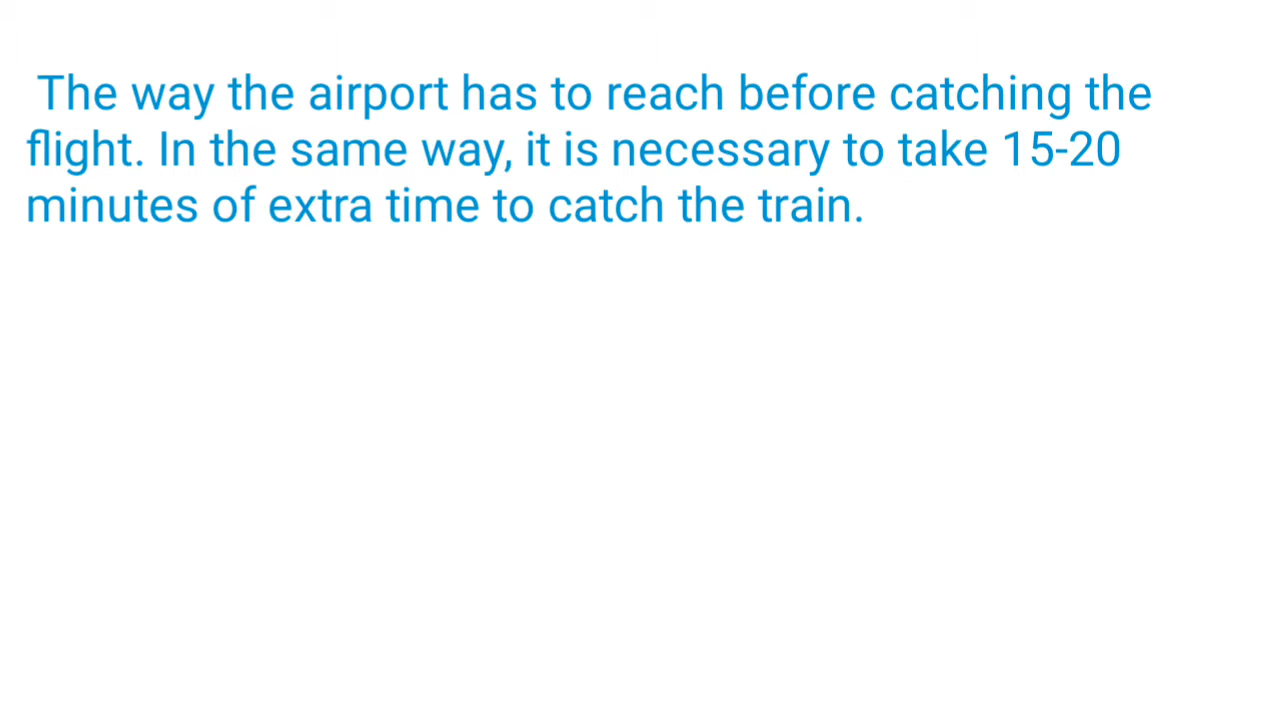 The way the airport has to reach before catching the
flight. In the same way, it is necessary to take 15-20
minutes of extra time to catch the train.